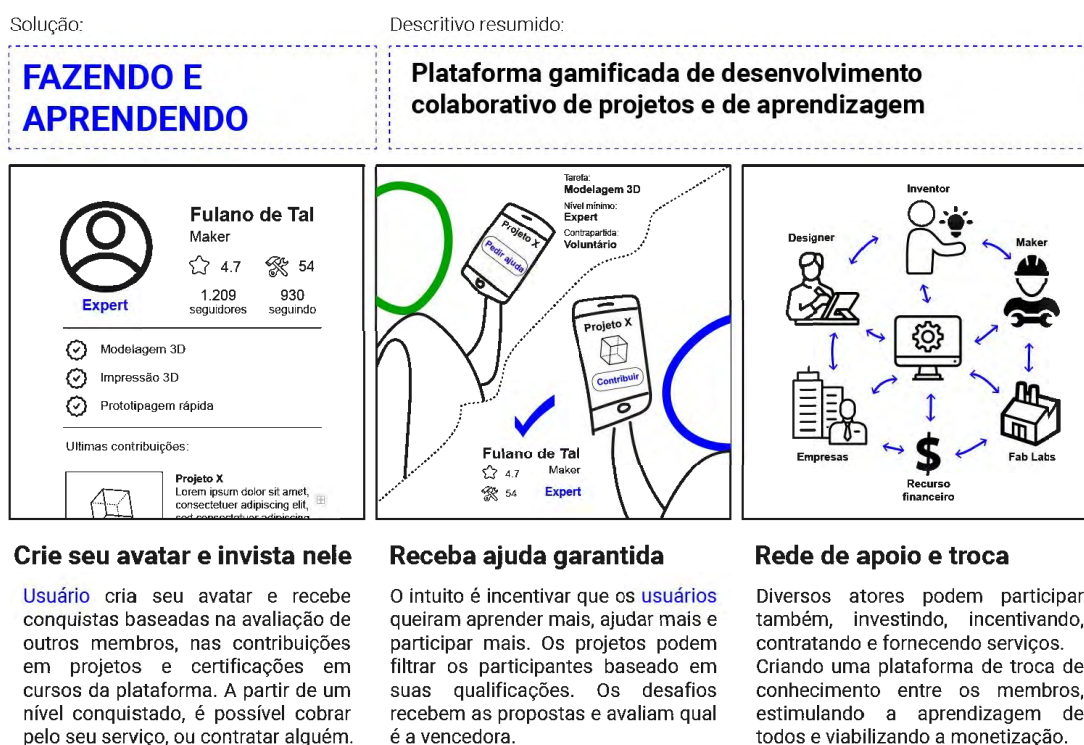 Solução:
FAZENDO E
APRENDENDO
Descritivo resumido:
Plataforma gamificada de desenvolvimento
colaborativo de projetos e de aprendizagem
Fulano de Tal
Maker
4.7 54
1.209 930
seguidores seguindo
Expert
Modelagem 3D
Impressão 3D
Prototipagem rápida
Ultimas contribuições:
Projeto X
Lorem ipsum dolor sit amet,
consectetuer adipiscing elit,
sed consectetuer adipiscing
Tarefa:
Modelagem 3D
Nível mínimo:
Expert
Contrapartida:
Voluntário
Projeto X
Pedir ajuda
Projeto X
Contribuir
Fulano de Tal
4.7 Maker
54 Expert
Inventor
Designer
Maker
Empresas
Fab Labs
Recurso
financeiro
Crie seu avatar e invista nele
Usuário cria seu avatar e recebe
conquistas baseadas na avaliação de
outros membros, nas contribuições
em projetos e certificações em
cursos da plataforma. A partir de um
nível conquistado, é possível cobrar
pelo seu serviço, ou contratar alguém.
Receba ajuda garantida
O intuito é incentivar que os usuários
queiram aprender mais, ajudar mais e
participar mais. Os projetos podem
filtrar os participantes baseado em
suas qualificações. Os desafios
recebem as propostas e avaliam qual
é a vencedora.
Rede de apoio e troca
Diversos atores podem participar
também, investindo, incentivando,
contratando e fornecendo serviços.
Criando uma plataforma de troca de
conhecimento entre os membros,
estimulando a aprendizagem de
todos e viabilizando a monetização.